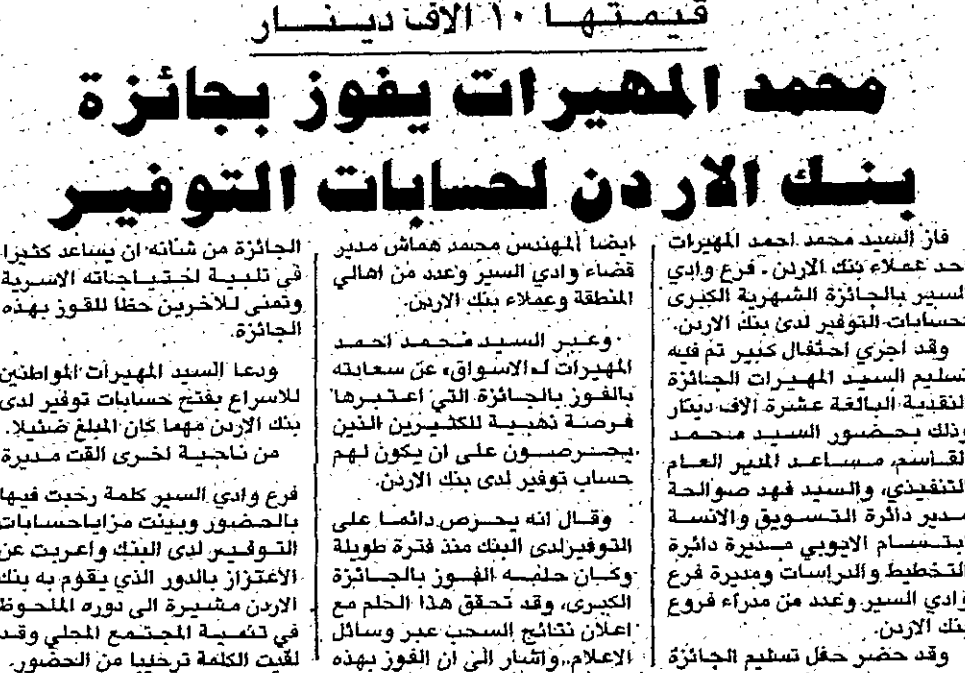 قيمتها ١٠ الاف دينار
محمد المهيرات يفوز بجائزة
بنك الاردن لحسابات التوفير
فاز السيد محمد احمد المهيرات
احد عملاء بنك الاردن - فرع وادي
السير بالجائزة الشهرية الكبرى
لحسابات التوفير لدى بنك الاردن.
وقد اجري احتفال كبير تم فيه
تسليم السيد المهيرات الجائزة
النقدية البالغة عشرة الاف دينار
وذلك بحضور السيد محمد
القاسم، مساعد المدير العام
التنفيذي، والسيد فهد صوالحة
مدير دائرة التسويق والانسة
ابتسام الايوبي مديرة دائرة
التخطيط والدراسات ومديرة فرع
وادي السير وعدد من مدراء فروع
بنك الاردن.
وقد حضر حفل تسليم الجائزة
ايضا المهندس محمد هماش مدير
قضاء وادي السير وعدد من اهالي
المنطقة وعملاء بنك الاردن.
وعبر السيد محمد احمد
المهيرات لـ«الاسواق» عن سعادته
بالفوز بالجائزة التي اعتبرها
فرصة ذهبية للكثيرين الذين
يحرصون على ان يكون لهم
حساب توفير لدى بنك الاردن.
وقال انه يحرص دائما على
التوفير لدى البنك منذ فترة طويلة
وكان حلمه الفوز بالجائزة
الكبرى، وقد تحقق هذا الحلم مع
اعلان نتائج السحب عبر وسائل
الاعلام، واشار الى ان الفوز بهذه
الجائزة من شانه ان يساعد كثيرا
في تلبية احتياجاته الاسرية
وتمنى للاخرين حظا للفوز بهذه
الجائزة.
ودعا السيد المهيرات المواطنين
للاسراع بفتح حسابات توفير لدى
بنك الاردن مهما كان المبلغ ضئيلا.
من ناحية اخرى القت مديرة
فرع وادي السير كلمة رحبت فيها
بالحضور وبينت مزايا حسابات
التوفير لدى البنك واعربت عن
الاعتزاز بالدور الذي يقوم به بنك
الاردن مشيرة الى دوره الملحوظ
في تنمية المجتمع المحلي وقد
لقيت الكلمة ترحيبا من الحضور.